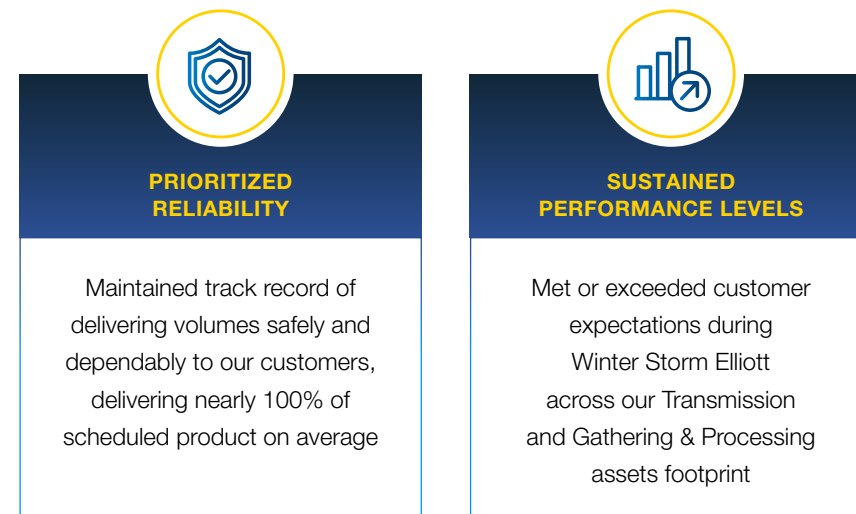 PRIORITIZED
RELIABILITY
Maintained track record of
delivering volumes safely and
dependably to our customers,
delivering nearly 100% of
scheduled product on average
SUSTAINED
PERFORMANCE LEVELS
Met or exceeded customer
expectations during
Winter Storm Elliott
across our Transmission
and Gathering & Processing
assets footprint